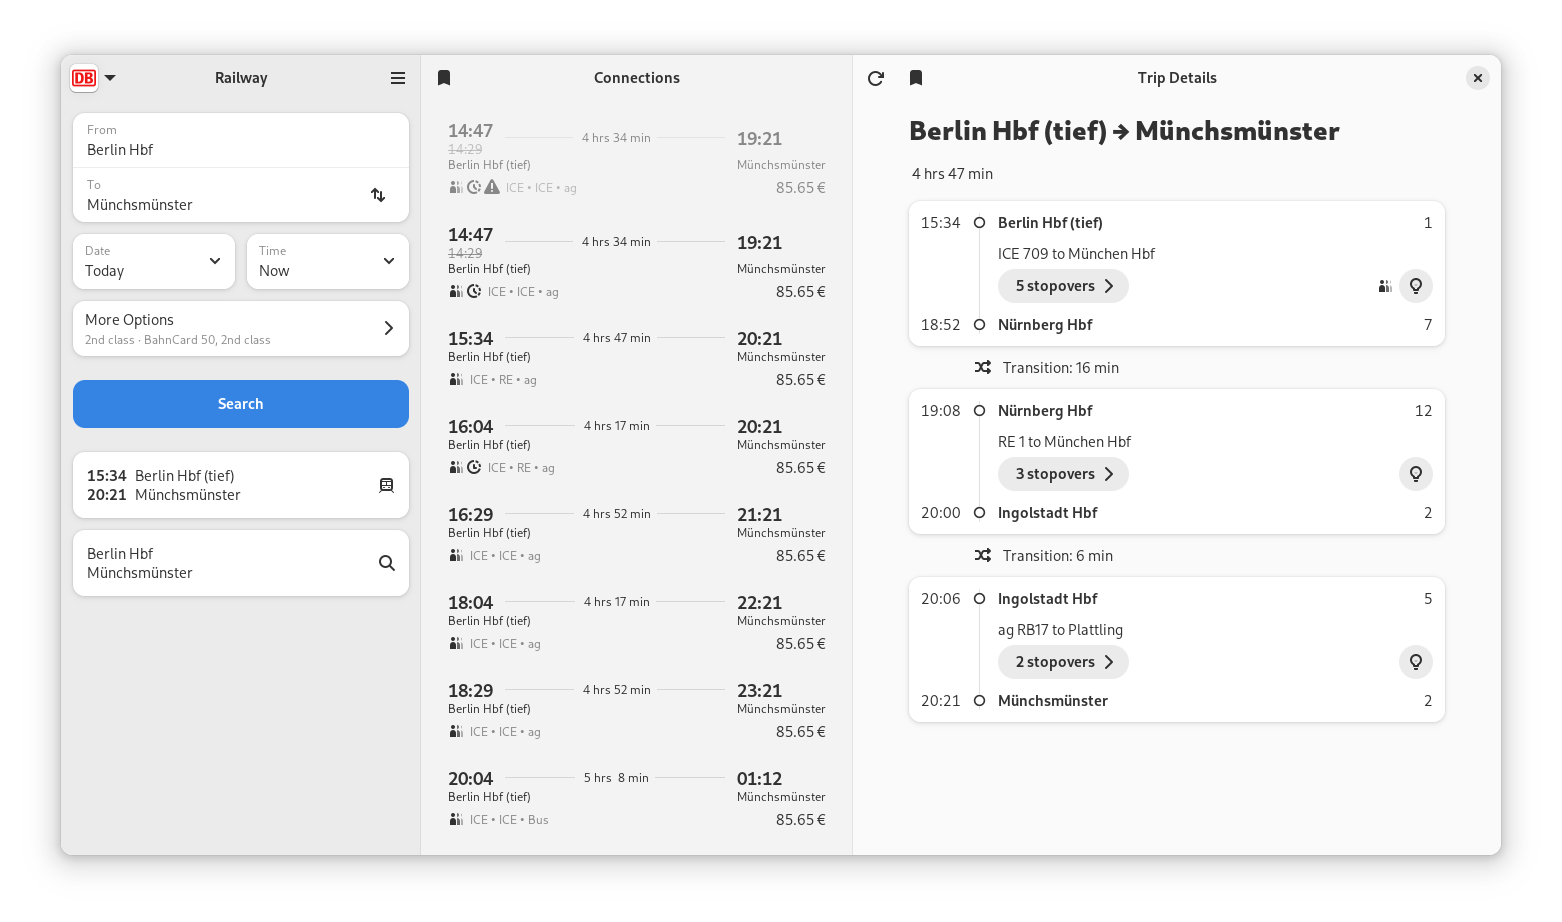 DB
Railway
From
Berlin Hbf
To
Münchsmünster
Date
Today
Time
Now
More Options
2nd class · BahnCard 50, 2nd class
Search
15:34 Berlin Hbf (tief)
20:21 Münchsmünster
Berlin Hbf
Münchsmünster
Connections
14:47 4 hrs 34 min 19:21
14:29
Berlin Hbf (tief) Münchsmünster
ICE • ICE • ag 85.65 €
14:47 4 hrs 34 min 19:21
14:29
Berlin Hbf (tief) Münchsmünster
ICE • ICE • ag 85.65 €
15:34 4 hrs 47 min 20:21
Berlin Hbf (tief) Münchsmünster
ICE • RE • ag 85.65 €
16:04 4 hrs 17 min 20:21
Berlin Hbf (tief) Münchsmünster
ICE • RE • ag 85.65 €
16:29 4 hrs 52 min 21:21
Berlin Hbf (tief) Münchsmünster
ICE • ICE • ag 85.65 €
18:04 4 hrs 17 min 22:21
Berlin Hbf (tief) Münchsmünster
ICE • ICE • ag 85.65 €
18:29 4 hrs 52 min 23:21
Berlin Hbf (tief) Münchsmünster
ICE • ICE • ag 85.65 €
20:04 5 hrs 8 min 01:12
Berlin Hbf (tief) Münchsmünster
ICE • ICE • Bus 85.65 €
Trip Details
Berlin Hbf (tief) → Münchsmünster
4 hrs 47 min
15:34 Berlin Hbf (tief) 1
ICE 709 to München Hbf
5 stopovers
18:52 Nürnberg Hbf 7
Transition: 16 min
19:08 Nürnberg Hbf 12
RE 1 to München Hbf
3 stopovers
20:00 Ingolstadt Hbf 2
Transition: 6 min
20:06 Ingolstadt Hbf 5
ag RB17 to Plattling
2 stopovers
20:21 Münchsmünster 2